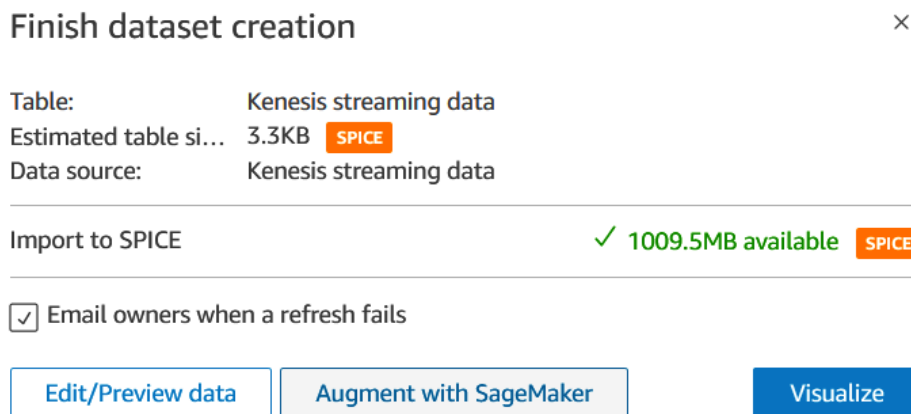 Finish dataset creation ×
Table: Kenesis streaming data
Estimated table si... 3.3KB SPICE
Data source: Kenesis streaming data
Import to SPICE 1009.5MB available SPICE
Email owners when a refresh fails
Edit/Preview data Augment with SageMaker Visualize